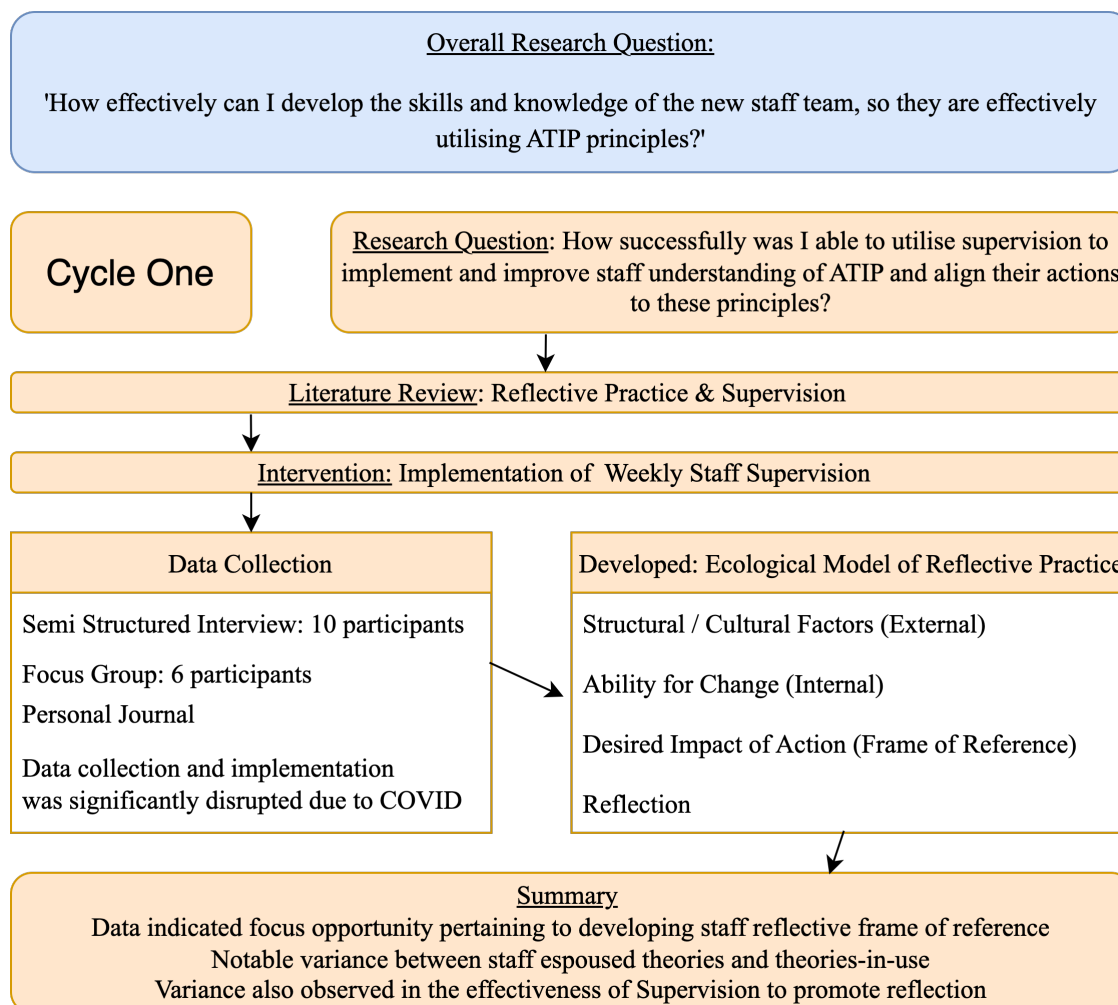 Overall Research Question:
'How effectively can I develop the skills and knowledge of the new staff team, so they are effectively
utilising ATIP principles?'
Cycle One
Research Question: How successfully was I able to utilise supervision to
implement and improve staff understanding of ATIP and align their actions
to these principles?
Literature Review: Reflective Practice & Supervision
Intervention: Implementation of Weekly Staff Supervision
Data Collection
Semi Structured Interview: 10 participants
Focus Group: 6 participants
Personal Journal
Data collection and implementation
was significantly disrupted due to COVID
Developed: Ecological Model of Reflective Practice
Structural / Cultural Factors (External)
Ability for Change (Internal)
Desired Impact of Action (Frame of Reference)
Reflection
Summary
Data indicated focus opportunity pertaining to developing staff reflective frame of reference
Notable variance between staff espoused theories and theories-in-use
Variance also observed in the effectiveness of Supervision to promote reflection